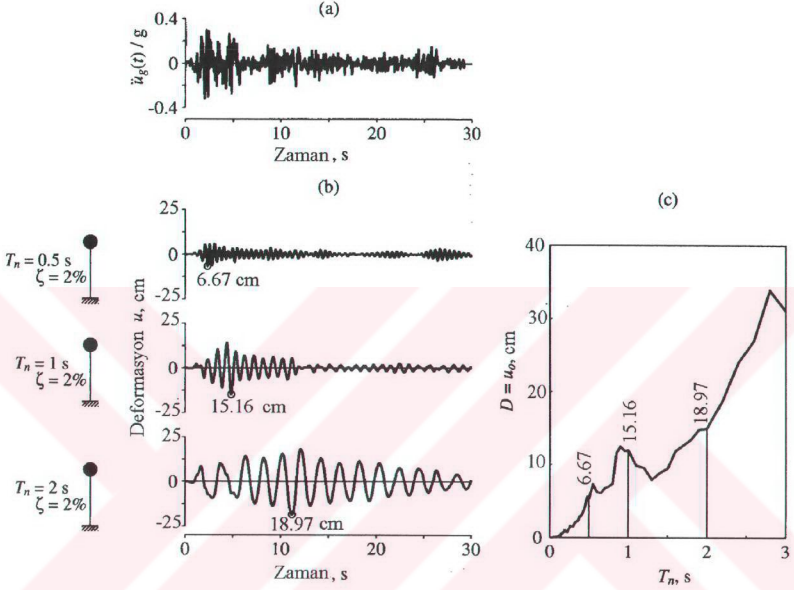 (a)
0.4
0
-0.4
üg(t) / g
0
10
20
30
Zaman, s
(b)
25
0
-25
6.67 cm
Tn = 0.5 s
ζ = 2%
25
0
-25
15.16 cm
Tn = 1 s
ζ = 2%
25
0
-25
18.97 cm
Tn = 2 s
ζ = 2%
Deformasyon u, cm
0
10
20
30
Zaman, s
(c)
40
30
20
10
0
D = uo, cm
6.67
15.16
18.97
0
1
2
3
Tn, s